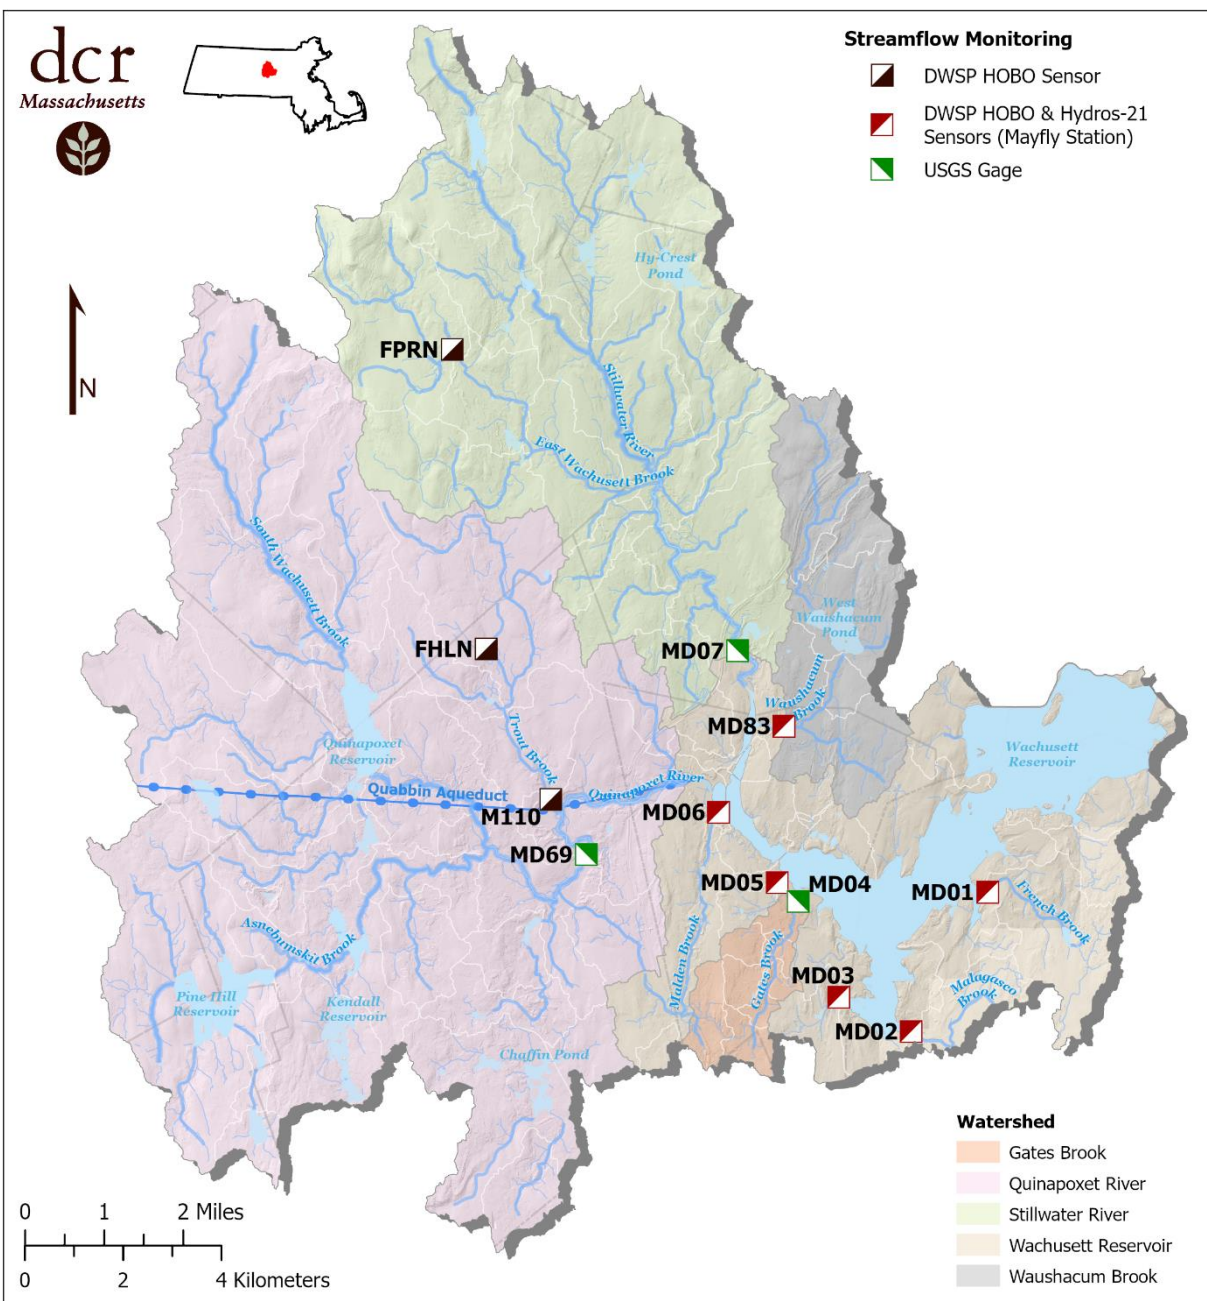 dcr
Massachusetts
Streamflow Monitoring
DWSP HOBO Sensor
DWSP HOBO & Hydros-21
Sensors (Mayfly Station)
USGS Gage
N
Hy-Crest
Pond
FPRN
Stillwater River
East Wachusett Brook
South Wachusett Brook
West
Waushacum
Pond
FHLN
MD07
Waushacum
Brook
MD83
Trout Brook
Quinapoxet
Reservoir
Wachusett
Reservoir
Quabbin Aqueduct
Quinapoxet River
M110
MD06
MD69
MD05
MD04
MD01
French Brook
Asnebumskit Brook
Malden Brook
Gates Brook
MD03
Malagasco
Brook
Pine Hill
Reservoir
Kendall
Reservoir
MD02
Chaffin Pond
Watershed
Gates Brook
Quinapoxet River
Stillwater River
Wachusett Reservoir
Waushacum Brook
0 1 2 Miles
0 2 4 Kilometers